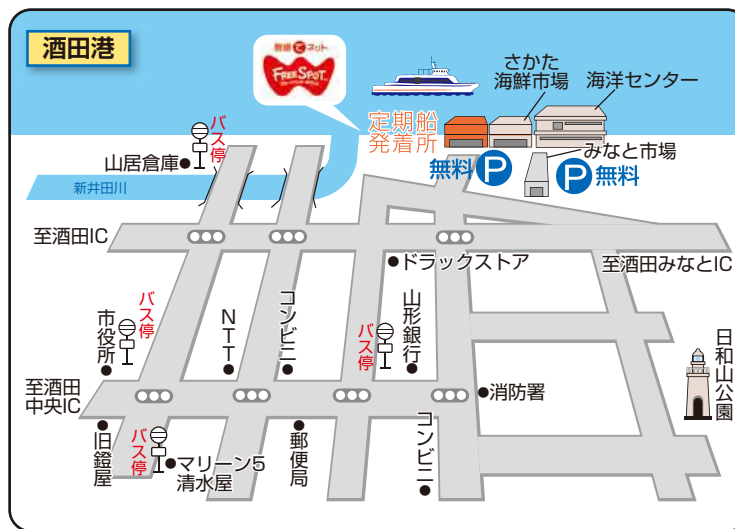 酒田港
FREESPOT
さかた
海鮮市場
海洋センター
定期船
発着所
バス停
山居倉庫
無料 P
みなと市場
P 無料
新井田川
至酒田IC
ドラックストア
至酒田みなとIC
バス停
市役所
NTT
コンビニ
バス停
山形銀行
日和山公園
至酒田
中央IC
消防署
旧鐙屋
バス停
マリーン5
清水屋
郵便局
コンビニ